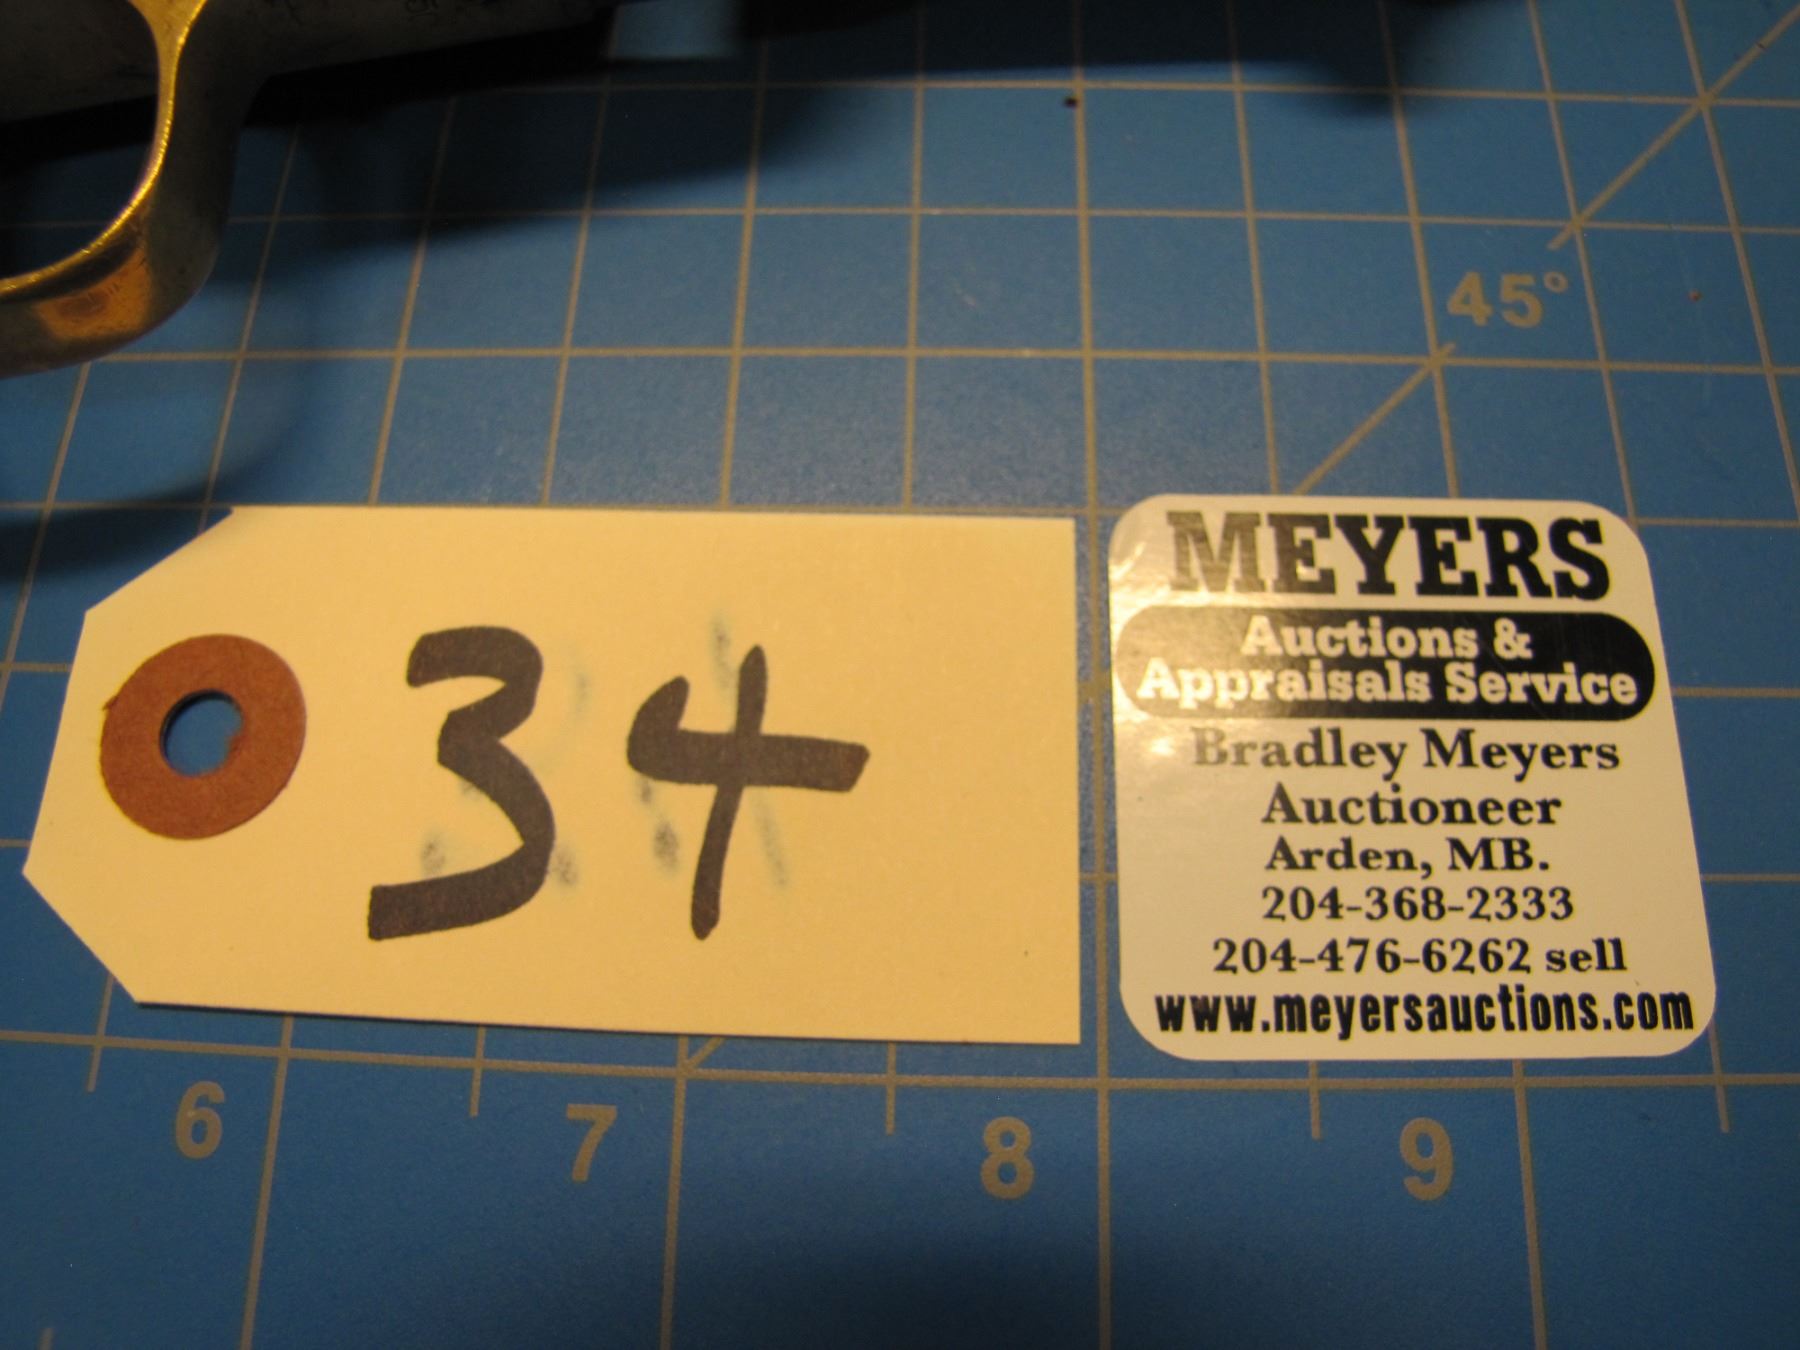 45°
34
MEYERS
Auctions &
Appraisals Service
Bradley Meyers
Auctioneer
Arden, MB.
204-368-2333
204-476-6262 sell
www.meyersauctions.com
6 7 8 9